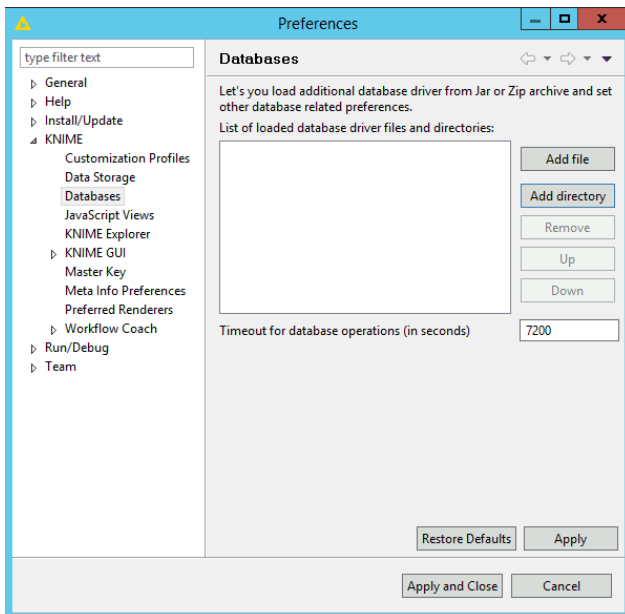 Preferences
type filter text
General
Help
Install/Update
KNIME
Customization Profiles
Data Storage
Databases
JavaScript Views
KNIME Explorer
KNIME GUI
Master Key
Meta Info Preferences
Preferred Renderers
Workflow Coach
Run/Debug
Team
Databases
Let's you load additional database driver from Jar or Zip archive and set
other database related preferences.
List of loaded database driver files and directories:
Add file
Add directory
Remove
Up
Down
Timeout for database operations (in seconds) 7200
Restore Defaults Apply
Apply and Close Cancel